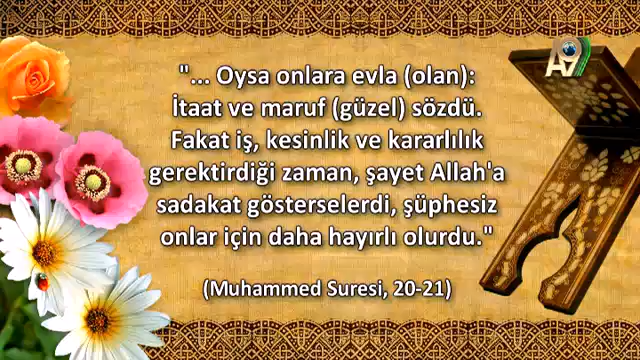 A9
"... Oysa onlara evla (olan):
İtaat ve maruf (güzel) sözdü.
Fakat iş, kesinlik ve kararlılık
gerektirdiği zaman, şayet Allah'a
sadakat gösterselerdi, şüphesiz
onlar için daha hayırlı olurdu."
(Muhammed Suresi, 20-21)